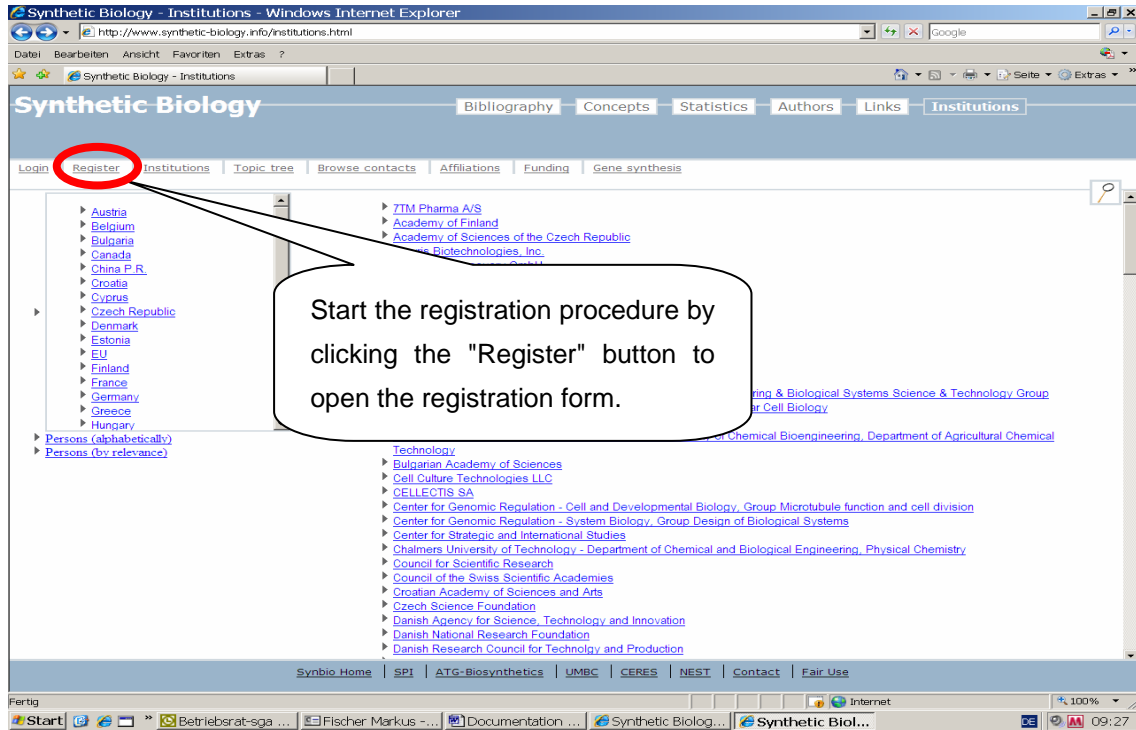 Synthetic Biology - Institutions - Windows Internet Explorer
http://www.synthetic-biology.info/institutions.html
Google
Datei Bearbeiten Ansicht Favoriten Extras ?
Synthetic Biology - Institutions
Seite Extras
Synthetic Biology
Bibliography Concepts Statistics Authors Links Institutions
Login Register Institutions Topic tree Browse contacts Affiliations Funding Gene synthesis
Austria
Belgium
Bulgaria
Canada
China P.R.
Croatia
Cyprus
Czech Republic
Denmark
Estonia
EU
Finland
France
Germany
Greece
Hungary
Persons (alphabetically)
Persons (by relevance)
7TM Pharma A/S
Academy of Finland
Academy of Sciences of the Czech Republic
Biotechnologies, Inc.
Start the registration procedure by
clicking the "Register" button to
open the registration form.
& Biological Systems Science & Technology Group
Cell Biology
Chemical Bioengineering, Department of Agricultural Chemical
Technology
Bulgarian Academy of Sciences
Cell Culture Technologies LLC
CELLECTIS SA
Center for Genomic Regulation - Cell and Developmental Biology, Group Microtubule function and cell division
Center for Genomic Regulation - System Biology, Group Design of Biological Systems
Center for Strategic and International Studies
Chalmers University of Technology - Department of Chemical and Biological Engineering, Physical Chemistry
Council for Scientific Research
Council of the Swiss Scientific Academies
Croatian Academy of Sciences and Arts
Czech Science Foundation
Danish Agency for Science, Technology and Innovation
Danish National Research Foundation
Danish Research Council for Technolgy and Production
Synbio Home SPI ATG-Biosynthetics UMBC CERES NEST Contact Fair Use
Fertig Internet 100%
Start Betriebsrat-sga ... Fischer Markus -... Documentation ... Synthetic Biolog... Synthetic Biol... DE 09:27